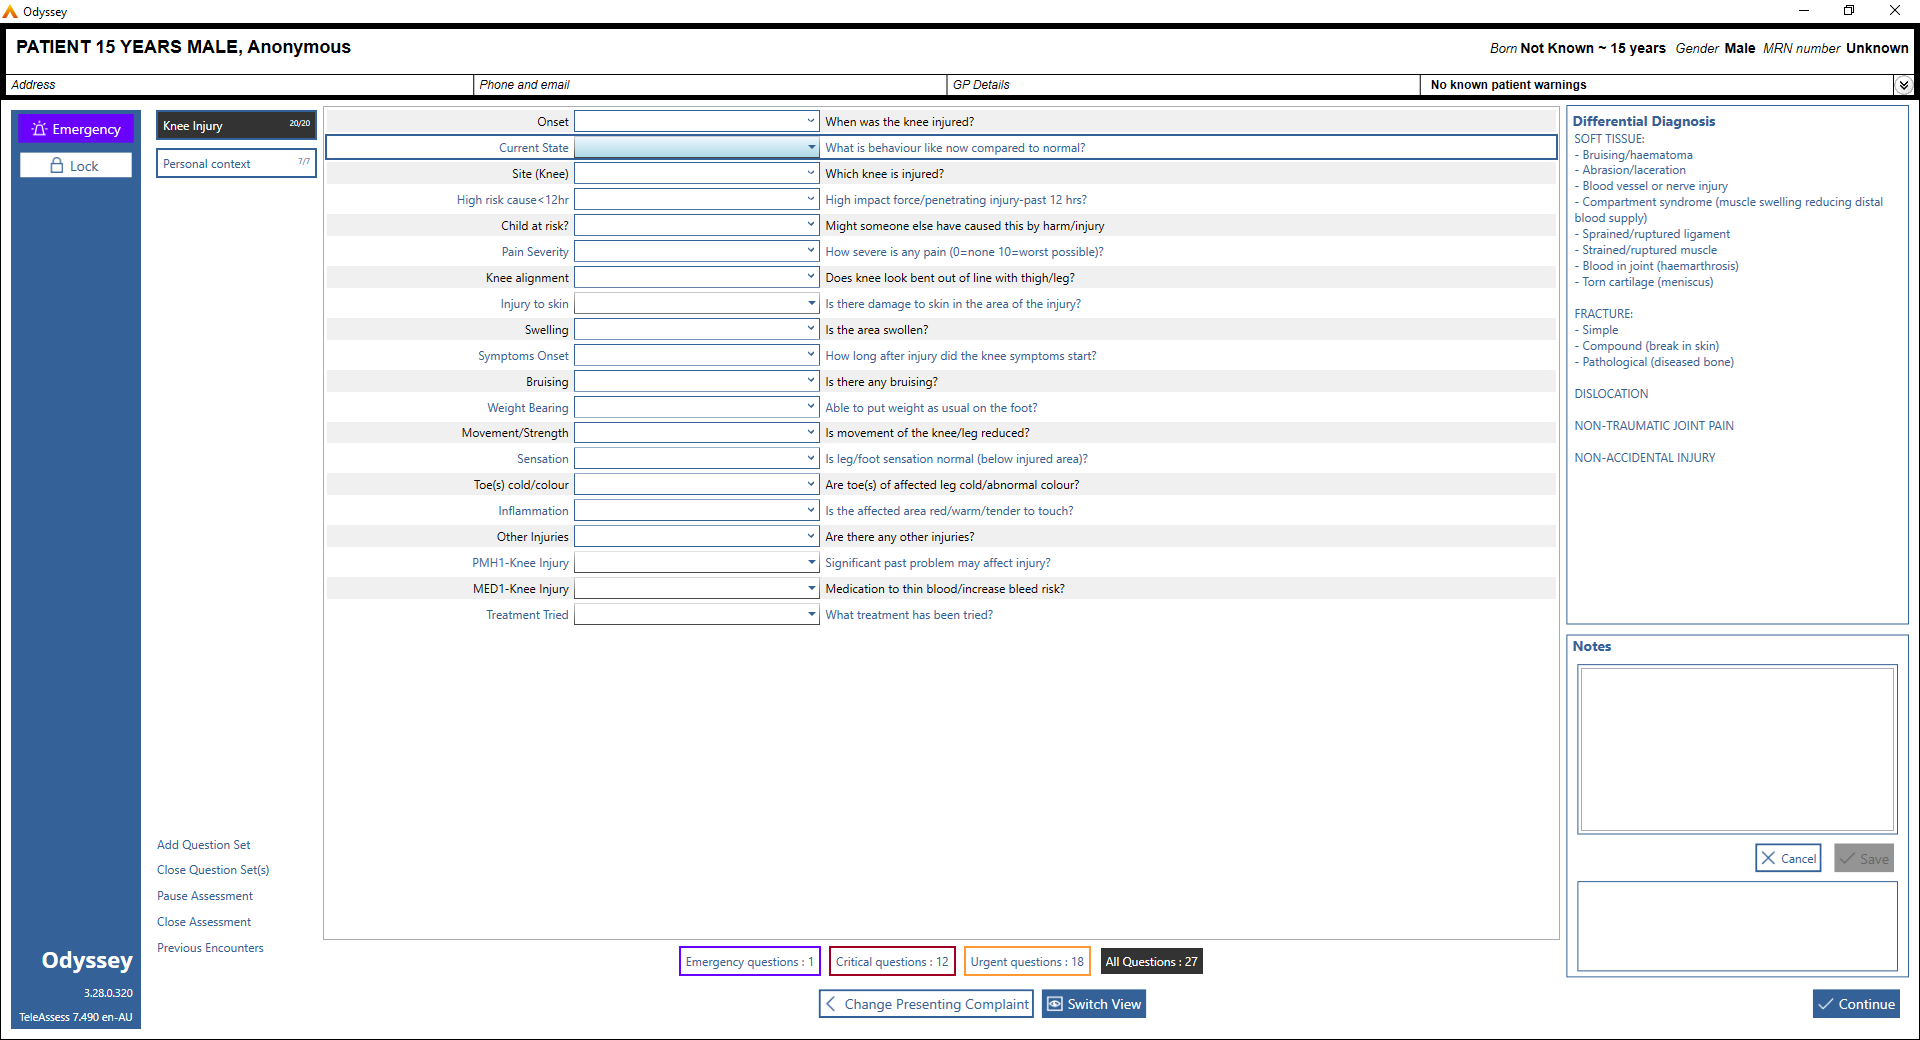 Odyssey
PATIENT 15 YEARS MALE, Anonymous
Born Not Known ~ 15 years Gender Male MRN number Unknown
Address
Phone and email
GP Details
No known patient warnings
Emergency
Lock
Knee Injury 20/20
Personal context 7/7
Onset When was the knee injured?
Current State What is behaviour like now compared to normal?
Site (Knee) Which knee is injured?
High risk cause<12hr High impact force/penetrating injury-past 12 hrs?
Child at risk? Might someone else have caused this by harm/injury
Pain Severity How severe is any pain (0=none 10=worst possible)?
Knee alignment Does knee look bent out of line with thigh/leg?
Injury to skin Is there damage to skin in the area of the injury?
Swelling Is the area swollen?
Symptoms Onset How long after injury did the knee symptoms start?
Bruising Is there any bruising?
Weight Bearing Able to put weight as usual on the foot?
Movement/Strength Is movement of the knee/leg reduced?
Sensation Is leg/foot sensation normal (below injured area)?
Toe(s) cold/colour Are toe(s) of affected leg cold/abnormal colour?
Inflammation Is the affected area red/warm/tender to touch?
Other Injuries Are there any other injuries?
PMH1-Knee Injury Significant past problem may affect injury?
MED1-Knee Injury Medication to thin blood/increase bleed risk?
Treatment Tried What treatment has been tried?
Differential Diagnosis
SOFT TISSUE:
- Bruising/haematoma
- Abrasion/laceration
- Blood vessel or nerve injury
- Compartment syndrome (muscle swelling reducing distal
blood supply)
- Sprained/ruptured ligament
- Strained/ruptured muscle
- Blood in joint (haemarthrosis)
- Torn cartilage (meniscus)
FRACTURE:
- Simple
- Compound (break in skin)
- Pathological (diseased bone)
DISLOCATION
NON-TRAUMATIC JOINT PAIN
NON-ACCIDENTAL INJURY
Notes
Cancel
Save
Add Question Set
Close Question Set(s)
Pause Assessment
Close Assessment
Previous Encounters
Odyssey
3.28.0.320
TeleAssess 7.490 en-AU
Emergency questions : 1
Critical questions : 12
Urgent questions : 18
All Questions : 27
Change Presenting Complaint
Switch View
Continue